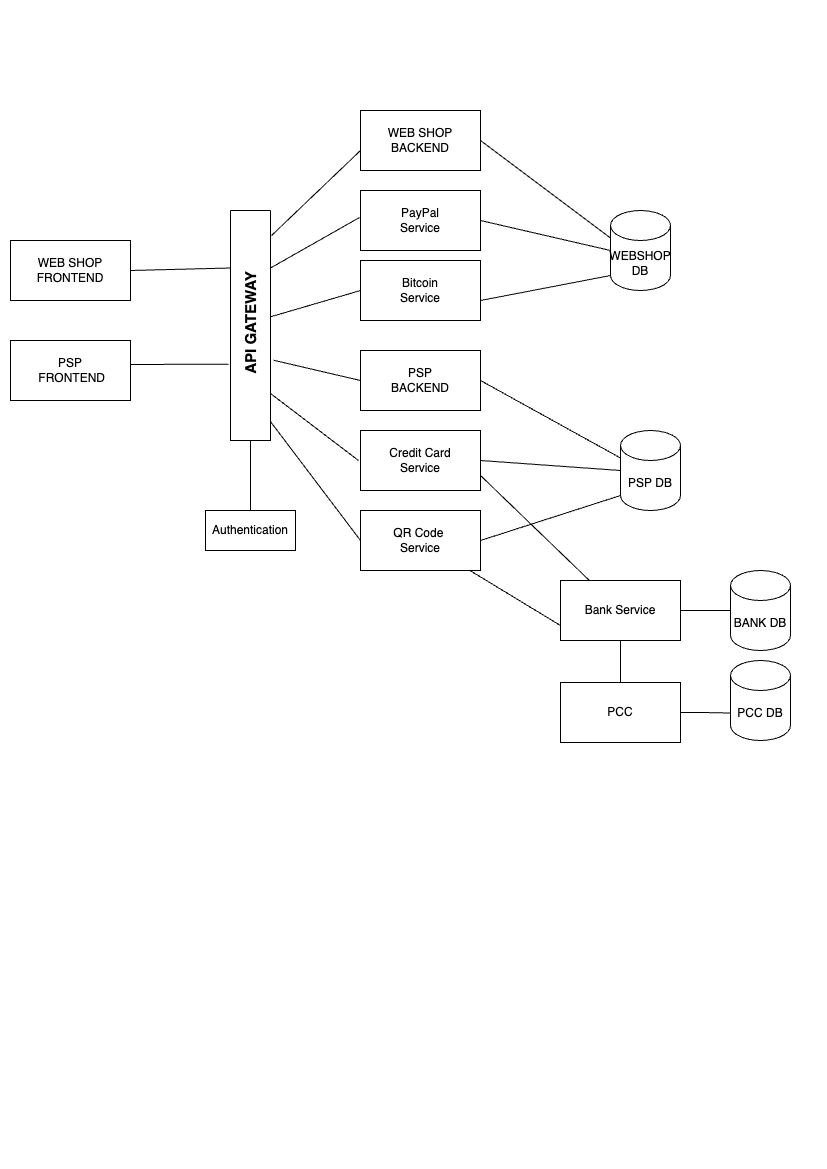 WEB SHOP
BACKEND
PayPal
Service
WEB SHOP
FRONTEND
API GATEWAY
Bitcoin
Service
WEBSHOP
DB
PSP
FRONTEND
PSP
BACKEND
Credit Card
Service
PSP DB
Authentication
QR Code
Service
Bank Service
BANK DB
PCC
PCC DB